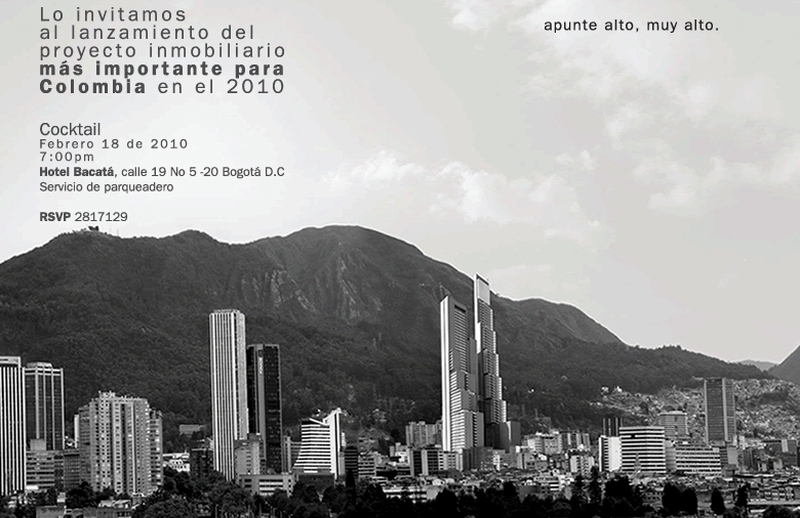 Lo invitamos
al lanzamiento del
proyecto inmobiliario
más importante para
Colombia en el 2010
Cocktail
Febrero 18 de 2010
7:00pm
Hotel Bacatá, calle 19 No 5 -20 Bogotá D.C
Servicio de parqueadero
RSVP 2817129
apunte alto, muy alto.